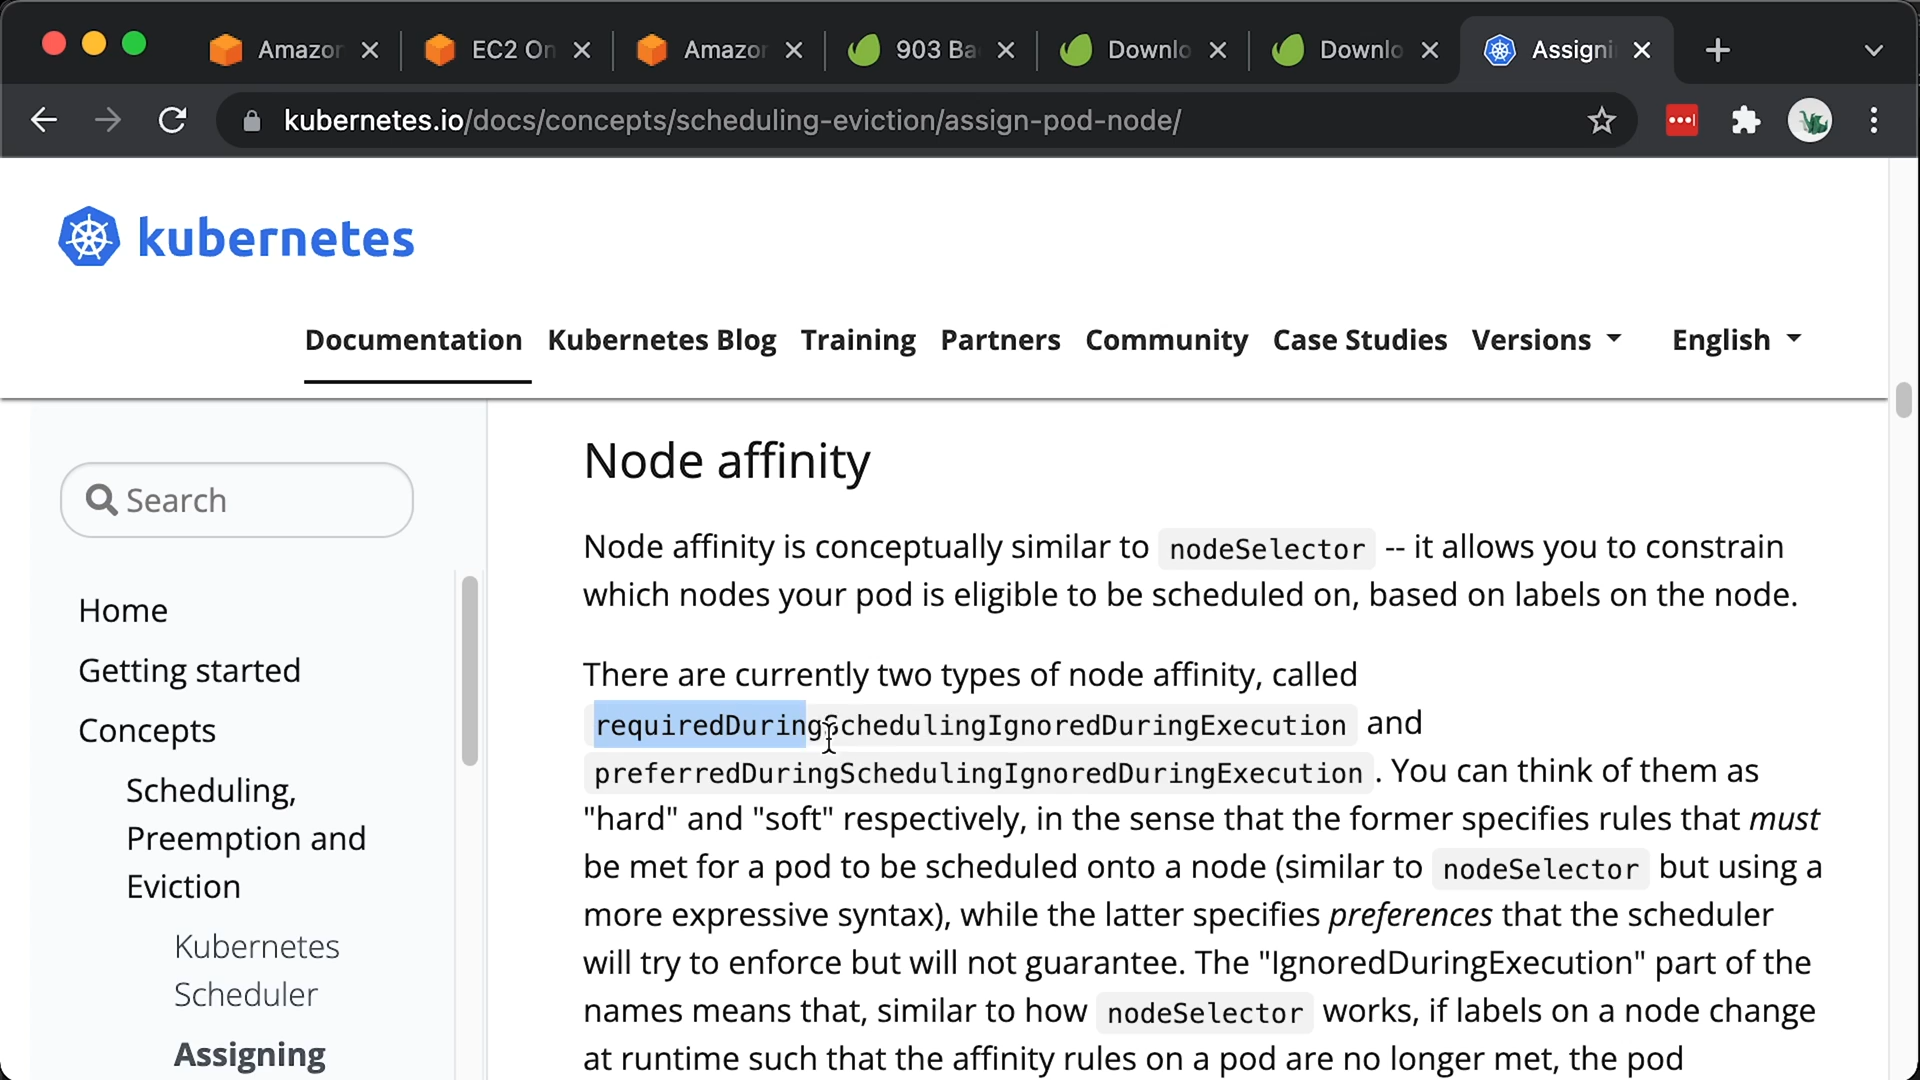 Amazon
EC2 On
Amazon
903 Ba
Downlo
Downlo
Assigni
kubernetes.io/docs/concepts/scheduling-eviction/assign-pod-node/
kubernetes
Documentation Kubernetes Blog Training Partners Community Case Studies Versions English
Search
Home
Getting started
Concepts
Scheduling,
Preemption and
Eviction
Kubernetes
Scheduler
Assigning
Node affinity
Node affinity is conceptually similar to nodeSelector -- it allows you to constrain
which nodes your pod is eligible to be scheduled on, based on labels on the node.
There are currently two types of node affinity, called
requiredDuringSchedulingIgnoredDuringExecution and
preferredDuringSchedulingIgnoredDuringExecution . You can think of them as
"hard" and "soft" respectively, in the sense that the former specifies rules that must
be met for a pod to be scheduled onto a node (similar to nodeSelector but using a
more expressive syntax), while the latter specifies preferences that the scheduler
will try to enforce but will not guarantee. The "IgnoredDuringExecution" part of the
names means that, similar to how nodeSelector works, if labels on a node change
at runtime such that the affinity rules on a pod are no longer met, the pod